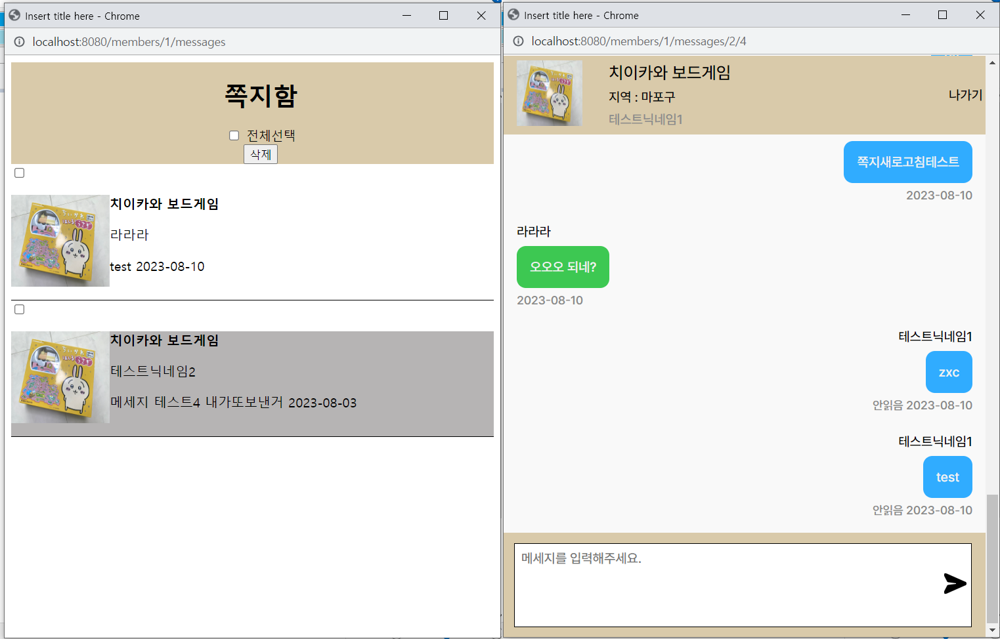 Insert title here - Chrome
localhost:8080/members/1/messages
쪽지함
전체선택
삭제
치이카와 보드게임
라라라
test 2023-08-10
치이카와 보드게임
테스트닉네임2
메세지 테스트4 내가또보낸거 2023-08-03
Insert title here - Chrome
localhost:8080/members/1/messages/2/4
치이카와 보드게임
지역 : 마포구
테스트닉네임1
나가기
쪽지새로고침테스트
2023-08-10
라라라
오오오 되네?
2023-08-10
테스트닉네임1
zxc
안읽음 2023-08-10
테스트닉네임1
test
안읽음 2023-08-10
메세지를 입력해주세요.